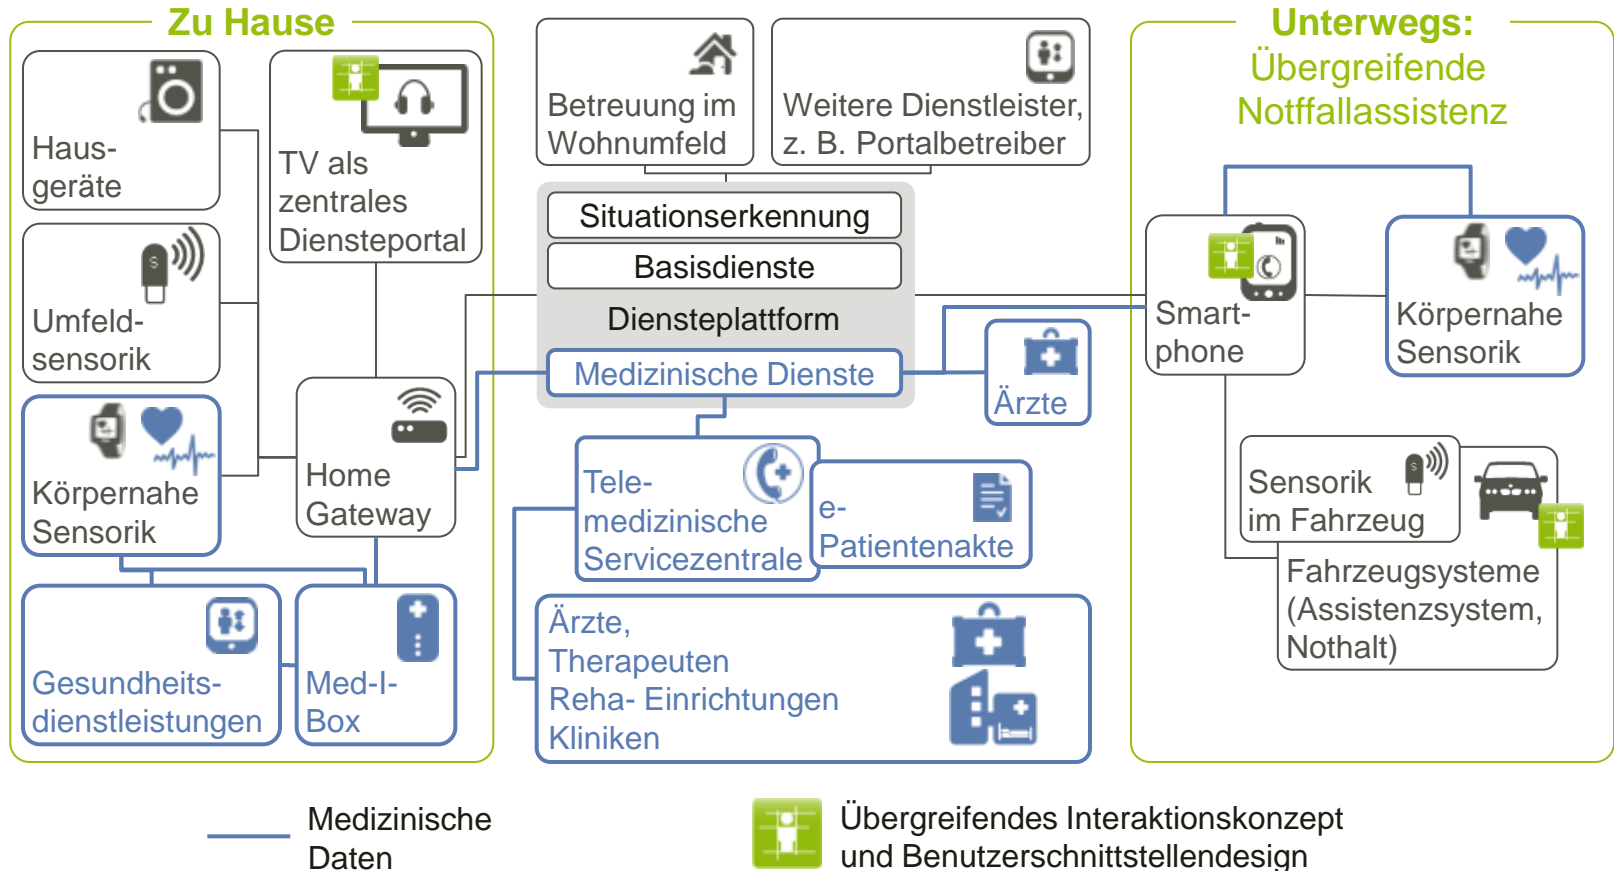 Zu Hause
Haus-
geräte
TV als
zentrales
Diensteportal
Umfeld-
sensorik
Körpernahe
Sensorik
Home
Gateway
Gesundheits-
dienstleistungen
Med-I-
Box
Betreuung im
Wohnumfeld
Weitere Dienstleister,
z. B. Portalbetreiber
Situationserkennung
Basisdienste
Diensteplattform
Medizinische Dienste
Ärzte
Tele-
medizinische
Servicezentrale
e-
Patientenakte
Ärzte,
Therapeuten
Reha- Einrichtungen
Kliniken
Unterwegs:
Übergreifende
Notffallassistenz
Smart-
phone
Körpernahe
Sensorik
Sensorik
im Fahrzeug
Fahrzeugsysteme
(Assistenzsystem,
Nothalt)
Medizinische
Daten
Übergreifendes Interaktionskonzept
und Benutzerschnittstellendesign